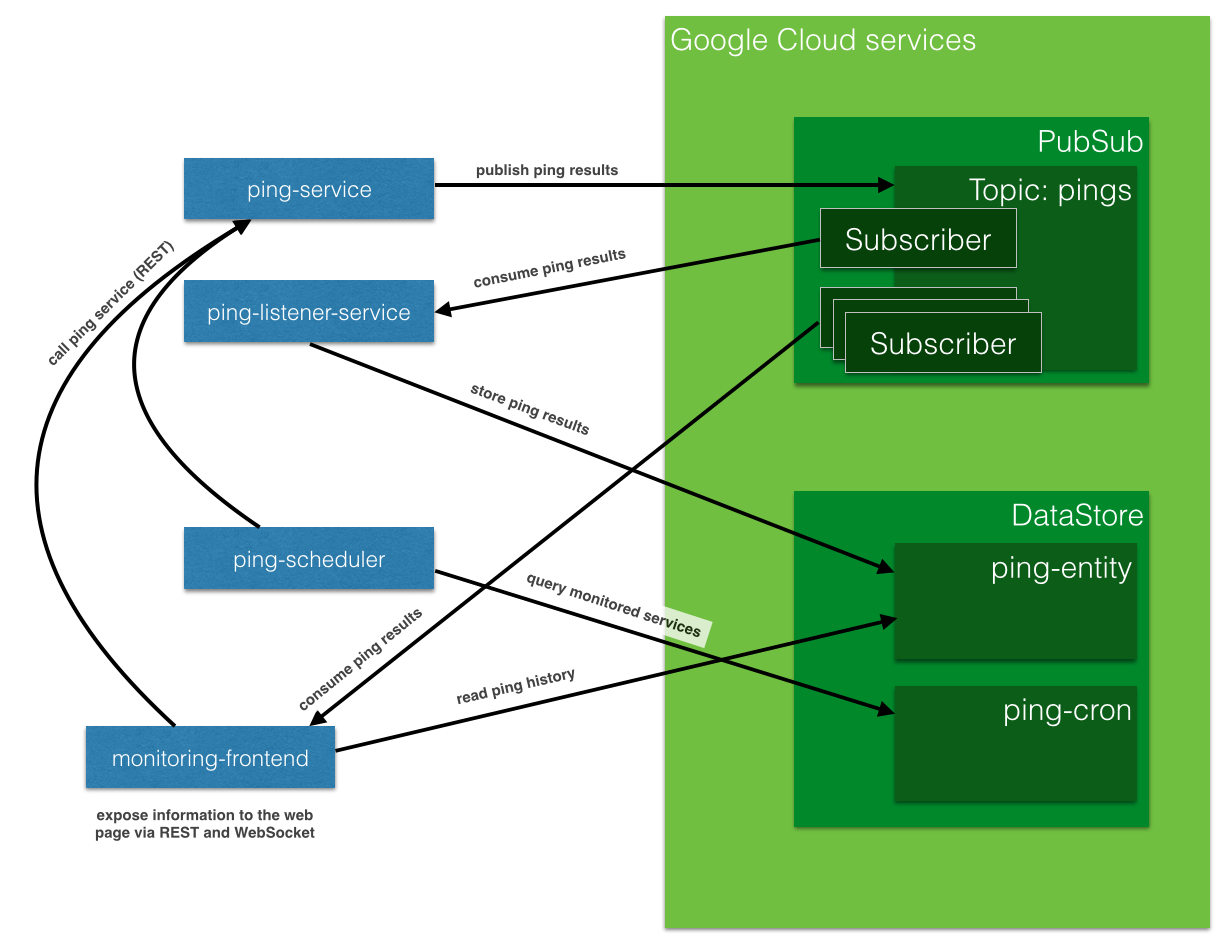 Google Cloud services
PubSub
publish ping results
ping-service
Topic: pings
Subscriber
call ping service (REST)
consume ping results
ping-listener-service
Subscriber
store ping results
DataStore
ping-scheduler
ping-entity
query monitored services
consume ping results
read ping history
ping-cron
monitoring-frontend
expose information to the web
page via REST and WebSocket